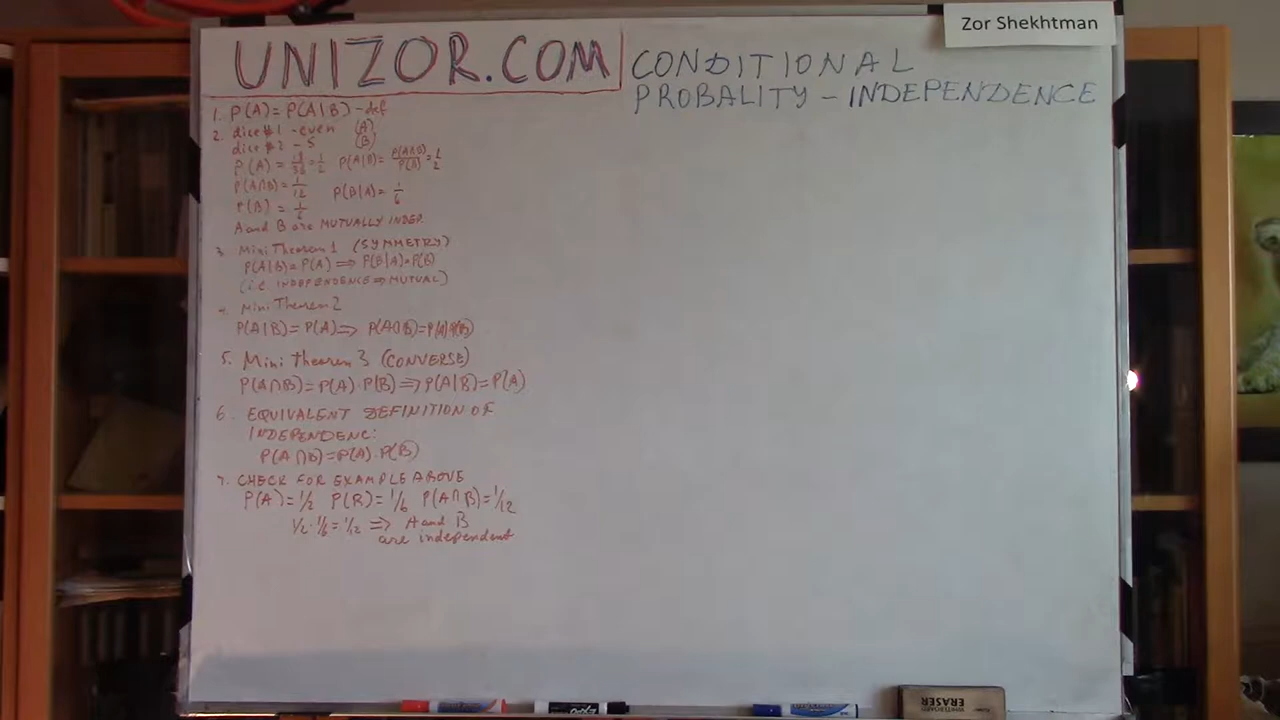 Zor Shekhtman
UNIZOR.COM
CONDITIONAL
PROBALITY – INDEPENDENCE
1. P(A) = P(A|B) - def
2. dice #1 - even (A)
dice #2 - 5 (B)
P(A) = 18/36 = 1/2 P(A|B) = P(A∩B)/P(B) = 1/2
P(A∩B) = 1/12 P(B|A) = 1/6
P(B) = 1/6
A and B are MUTUALLY INDEP.
3. Mini Theorem 1 (SYMMETRY)
P(A|B) = P(A) ⟹ P(B|A) = P(B)
(i.e. INDEPENDENCE ⟹ MUTUAL)
4. Mini Theorem 2
P(A|B) = P(A) ⟹ P(A∩B) = P(A)P(B)
5. Mini Theorem 3 (CONVERSE)
P(A∩B) = P(A)·P(B) ⟹ P(A|B) = P(A)
6. EQUIVALENT DEFINITION OF
INDEPENDENC:
P(A∩B) = P(A)·P(B)
7. CHECK FOR EXAMPLE ABOVE
P(A) = 1/2 P(B) = 1/6 P(A∩B) = 1/12
1/2·1/6 = 1/12 ⟹ A and B
are independent
EXPO
ERASER